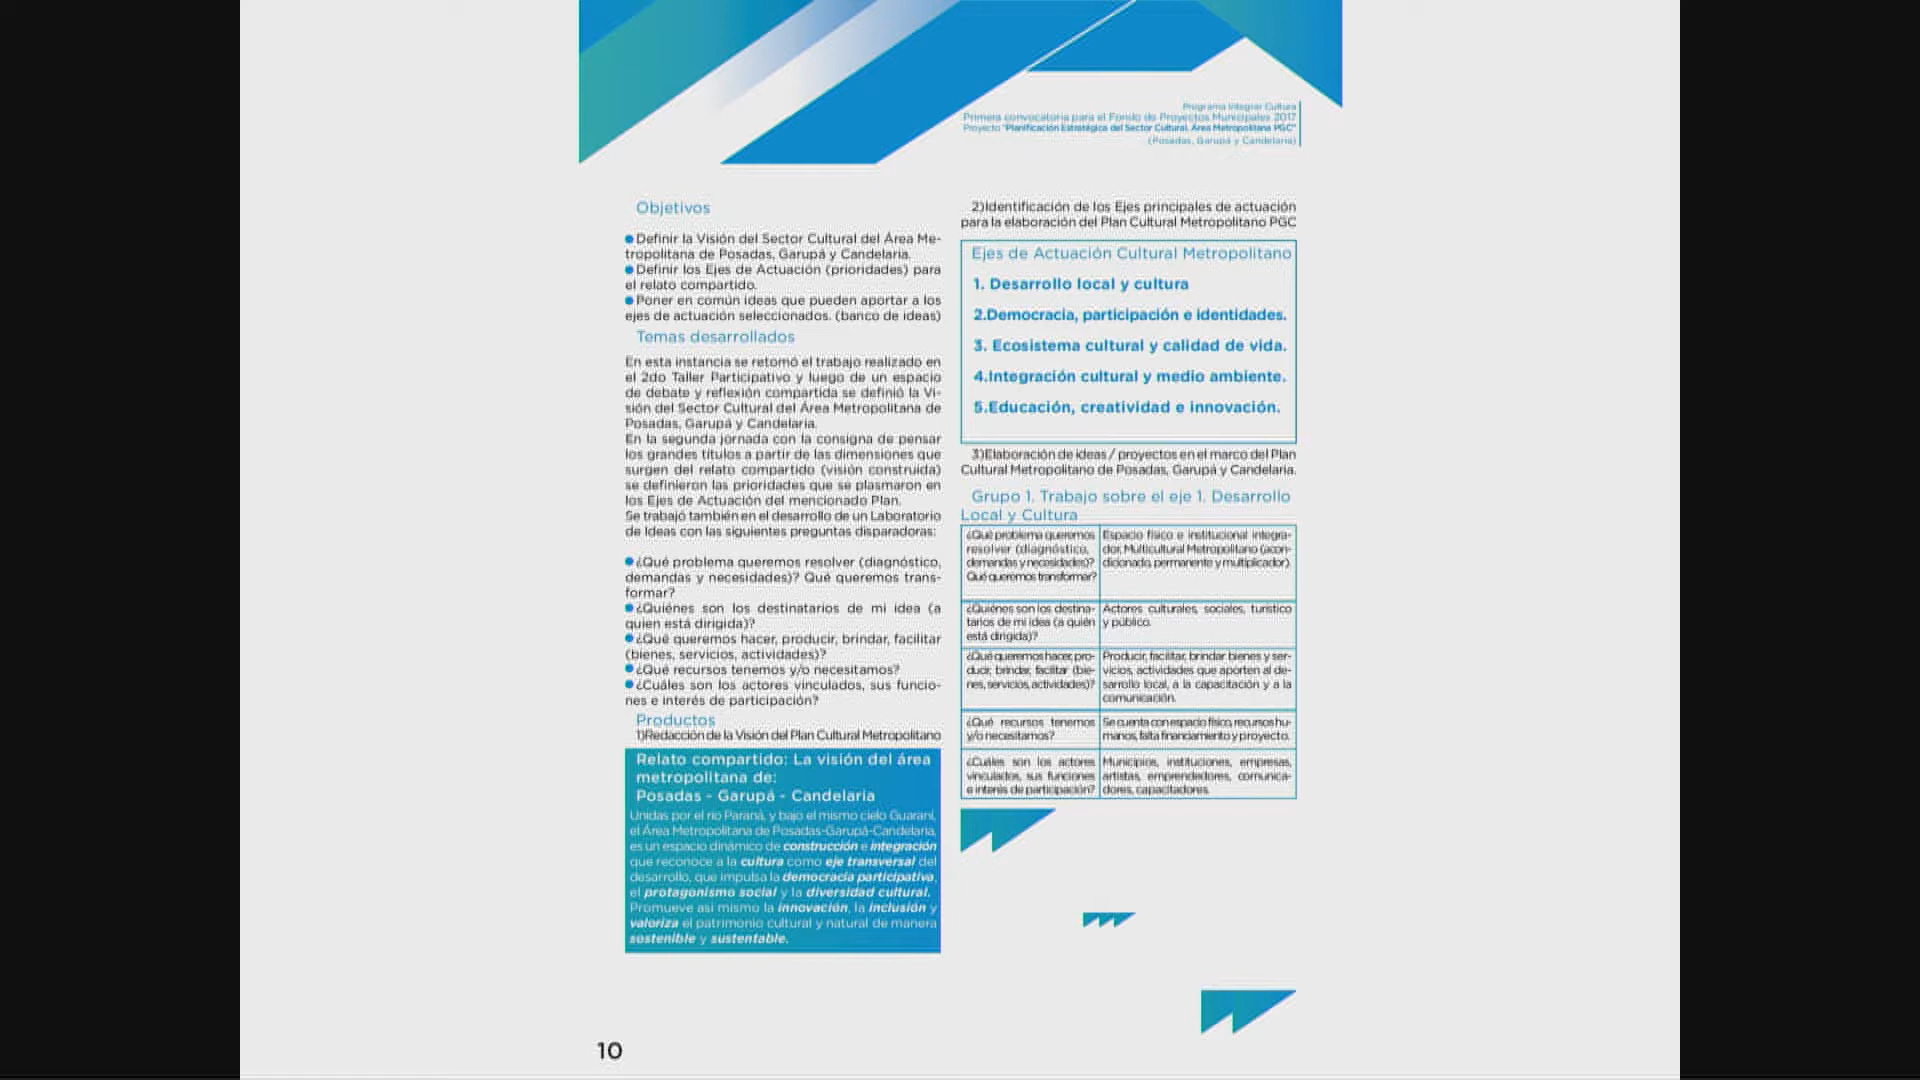 Programa Integrar Cultura
Primera convocatoria para el Fondo de Proyectos Municipales 2017
Proyecto "Planificación Estratégica del Sector Cultural. Área Metropolitana PGC"
(Posadas, Garupá y Candelaria)
Objetivos
Definir la Visión del Sector Cultural del Área Me-
tropolitana de Posadas, Garupá y Candelaria.
Definir los Ejes de Actuación (prioridades) para
el relato compartido.
Poner en común ideas que pueden aportar a los
ejes de actuación seleccionados. (banco de ideas)
Temas desarrollados
En esta instancia se retomó el trabajo realizado en
el 2do Taller Participativo y luego de un espacio
de debate y reflexión compartida se definió la Vi-
sión del Sector Cultural del Área Metropolitana de
Posadas, Garupá y Candelaria.
En la segunda jornada con la consigna de pensar
los grandes títulos a partir de las dimensiones que
surgen del relato compartido (visión construida)
se definieron las prioridades que se plasmaron en
los Ejes de Actuación del mencionado Plan.
Se trabajó también en el desarrollo de un Laboratorio
de Ideas con las siguientes preguntas disparadoras:
¿Qué problema queremos resolver (diagnóstico,
demandas y necesidades)? Qué queremos trans-
formar?
¿Quiénes son los destinatarios de mi idea (a
quien está dirigida)?
¿Qué queremos hacer, producir, brindar, facilitar
(bienes, servicios, actividades)?
¿Qué recursos tenemos y/o necesitamos?
¿Cuáles son los actores vinculados, sus funcio-
nes e interés de participación?
Productos
1)Redacción de la Visión del Plan Cultural Metropolitano
Relato compartido: La visión del área
metropolitana de:
Posadas - Garupá - Candelaria
Unidas por el río Paraná, y bajo el mismo cielo Guaraní,
el Área Metropolitana de Posadas-Garupá-Candelaria,
es un espacio dinámico de construcción e integración
que reconoce a la cultura como eje transversal del
desarrollo, que impulsa la democracia participativa,
el protagonismo social y la diversidad cultural.
Promueve así mismo la innovación, la inclusión y
valoriza el patrimonio cultural y natural de manera
sostenible y sustentable.
2)Identificación de los Ejes principales de actuación
para la elaboración del Plan Cultural Metropolitano PGC
Ejes de Actuación Cultural Metropolitano
1. Desarrollo local y cultura
2.Democracia, participación e identidades.
3. Ecosistema cultural y calidad de vida.
4.Integración cultural y medio ambiente.
5.Educación, creatividad e innovación.
3)Elaboración de ideas / proyectos en el marco del Plan
Cultural Metropolitano de Posadas, Garupá y Candelaria.
Grupo 1. Trabajo sobre el eje 1. Desarrollo
Local y Cultura
¿Qué problema queremos
resolver (diagnóstico,
demandas y necesidades)?
Qué queremos transformar?
Espacio físico e institucional integra-
dor, Multicultural Metropolitano (acon-
dicionado, permanente y multiplicador).
¿Quiénes son los destina-
tarios de mi idea (a quién
está dirigida)?
Actores culturales, sociales, turístico
y público.
¿Qué queremos hacer, pro-
ducir, brindar, facilitar (bie-
nes, servicios, actividades)?
Producir, facilitar, brindar bienes y ser-
vicios, actividades que aporten al de-
sarrollo local, a la capacitación y a la
comunicación.
¿Qué recursos tenemos
y/o necesitamos?
Se cuenta con espacio físico, recursos hu-
manos, falta financiamiento y proyecto.
¿Cuáles son los actores
vinculados, sus funciones
e interés de participación?
Municipios, instituciones, empresas,
artistas, emprendedores, comunica-
dores, capacitadores.
10